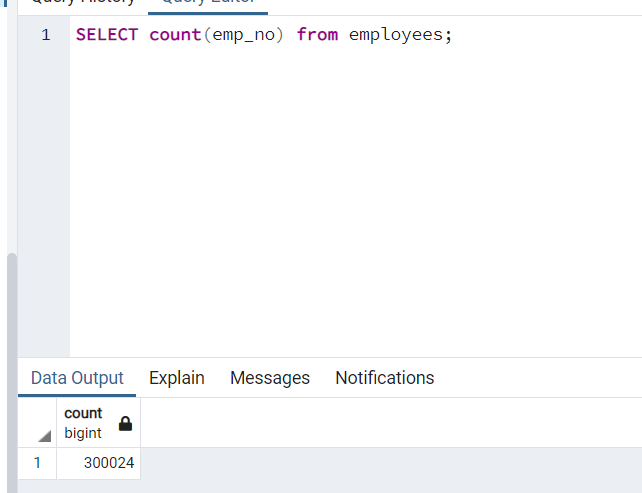 Query History Query Editor
1 SELECT count(emp_no) from employees;
Data Output Explain Messages Notifications
count
bigint
1 300024